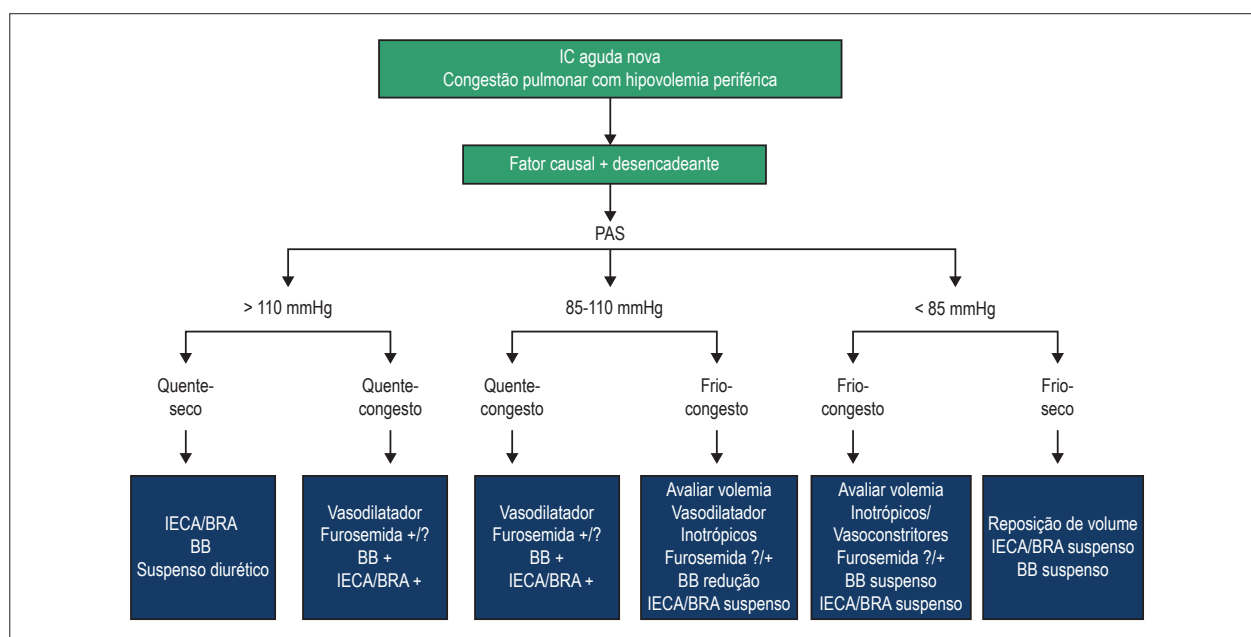 IC aguda nova
Congestão pulmonar com hipovolemia periférica
Fator causal + desencadeante
PAS
> 110 mmHg
85-110 mmHg
< 85 mmHg
Quente-
seco
Quente-
congesto
Quente-
congesto
Frio-
congesto
Frio-
congesto
Frio-
seco
IECA/BRA
BB
Suspenso diurético
Vasodilatador
Furosemida +/?
BB +
IECA/BRA +
Vasodilatador
Furosemida +/?
BB +
IECA/BRA +
Avaliar volemia
Vasodilatador
Inotrópicos
Furosemida ?/+
BB redução
IECA/BRA suspenso
Avaliar volemia
Inotrópicos/
Vasoconstritores
Furosemida ?/+
BB suspenso
IECA/BRA suspenso
Reposição de volume
IECA/BRA suspenso
BB suspenso